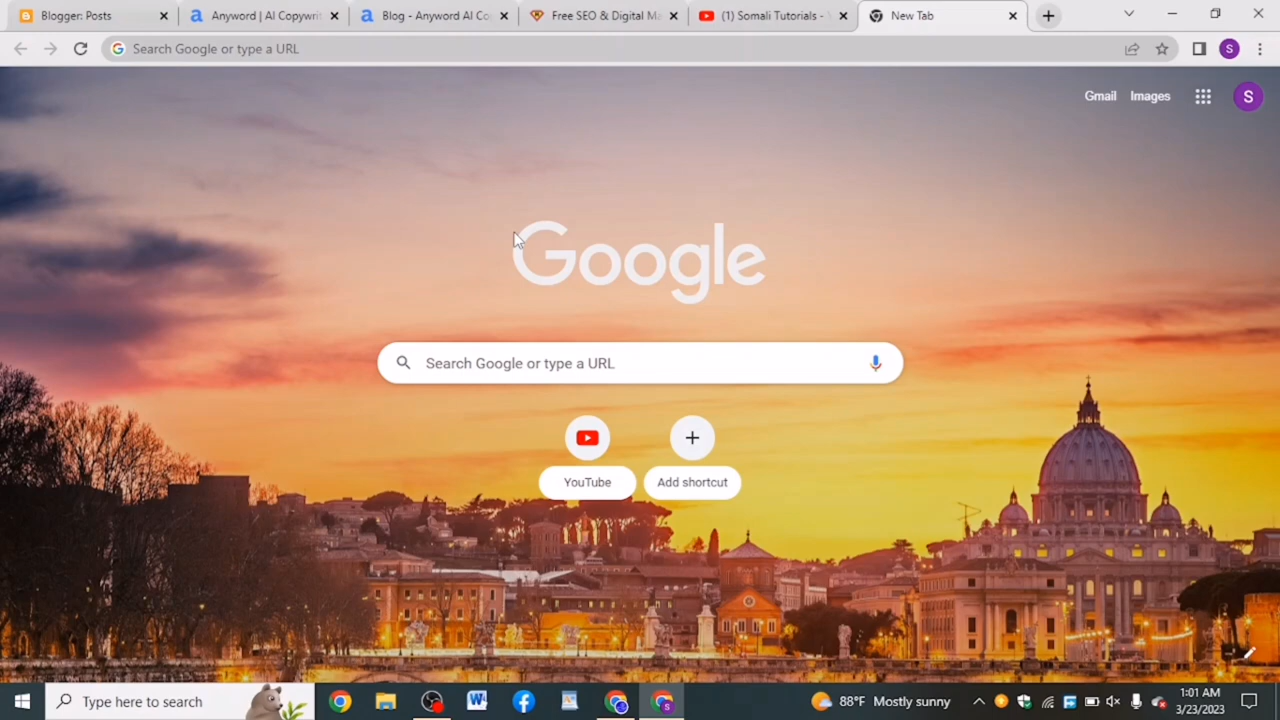 Blogger: Posts
Anyword | AI Copywrit
Blog - Anyword AI Co
Free SEO & Digital Ma
(1) Somali Tutorials -
New Tab
Search Google or type a URL
S
Gmail Images S
Google
Search Google or type a URL
YouTube
Add shortcut
Type here to search
W
S
88°F Mostly sunny
1:01 AM
3/23/2023